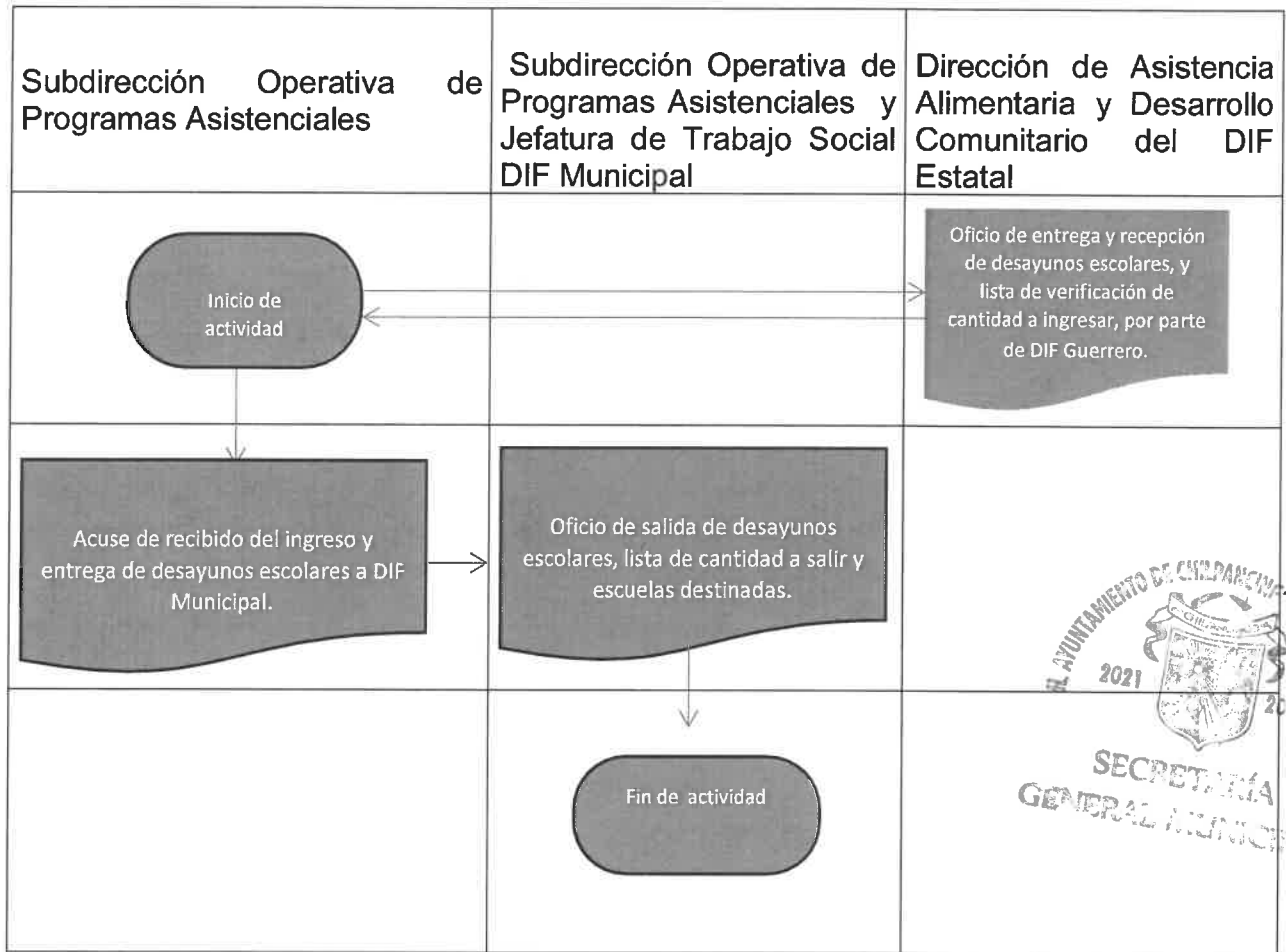 Subdirección Operativa de
Programas Asistenciales
Subdirección Operativa de
Programas Asistenciales y
Jefatura de Trabajo Social
DIF Municipal
Dirección de Asistencia
Alimentaria y Desarrollo
Comunitario del DIF
Estatal
Inicio de
actividad
Oficio de entrega y recepción
de desayunos escolares, y
lista de verificación de
cantidad a ingresar, por parte
de DIF Guerrero.
Acuse de recibido del ingreso y
entrega de desayunos escolares a DIF
Municipal.
Oficio de salida de desayunos
escolares, lista de cantidad a salir y
escuelas destinadas.
Fin de actividad
H. AYUNTAMIENTO DE
2021
SECRETARÍA
GENERAL